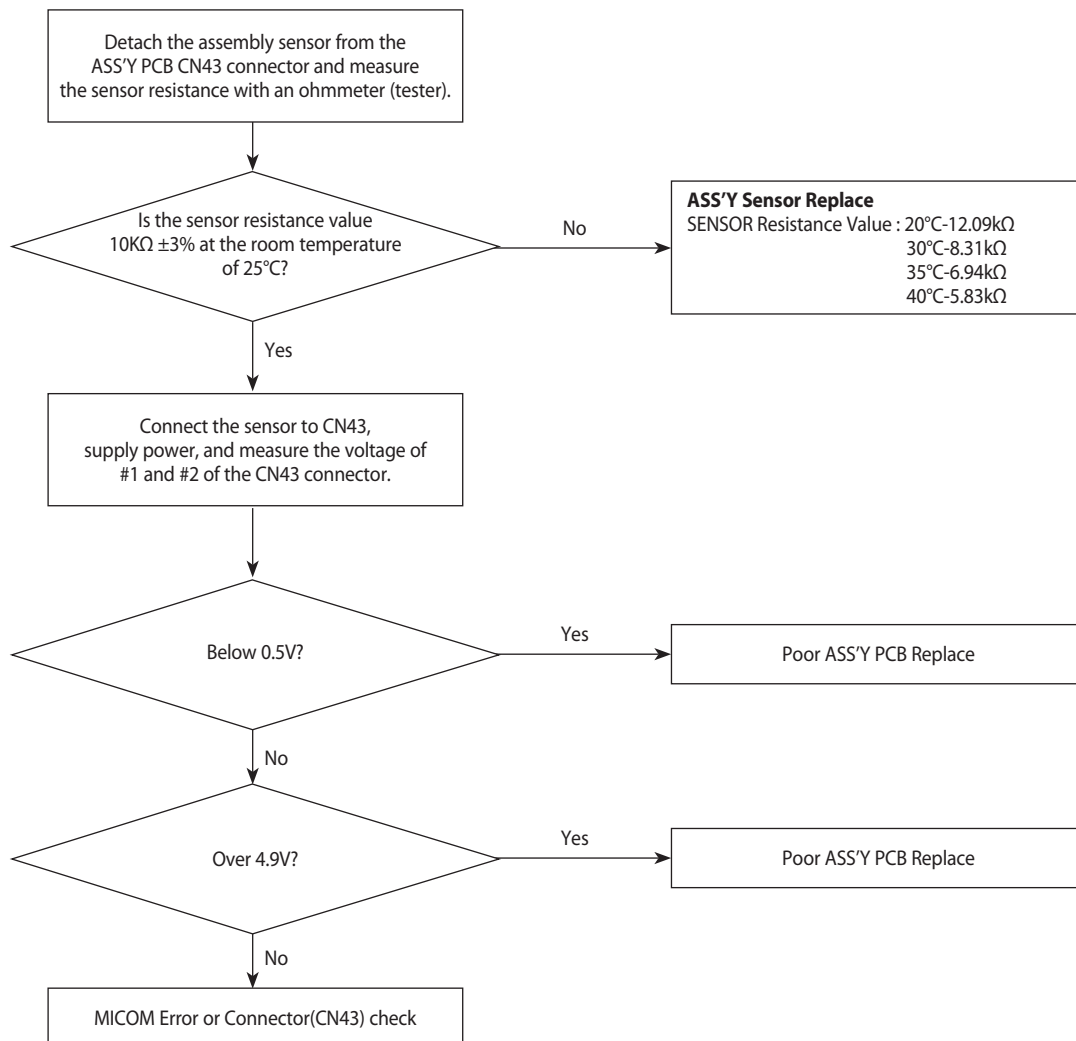 Detach the assembly sensor from the
ASS'Y PCB CN43 connector and measure
the sensor resistance with an ohmmeter (tester).
Is the sensor resistance value
10KΩ ±3% at the room temperature
of 25°C?
No
ASS'Y Sensor Replace
SENSOR Resistance Value : 20°C-12.09kΩ
30°C-8.31kΩ
35°C-6.94kΩ
40°C-5.83kΩ
Yes
Connect the sensor to CN43,
supply power, and measure the voltage of
#1 and #2 of the CN43 connector.
Below 0.5V?
Yes
Poor ASS'Y PCB Replace
No
Over 4.9V?
Yes
Poor ASS'Y PCB Replace
No
MICOM Error or Connector(CN43) check